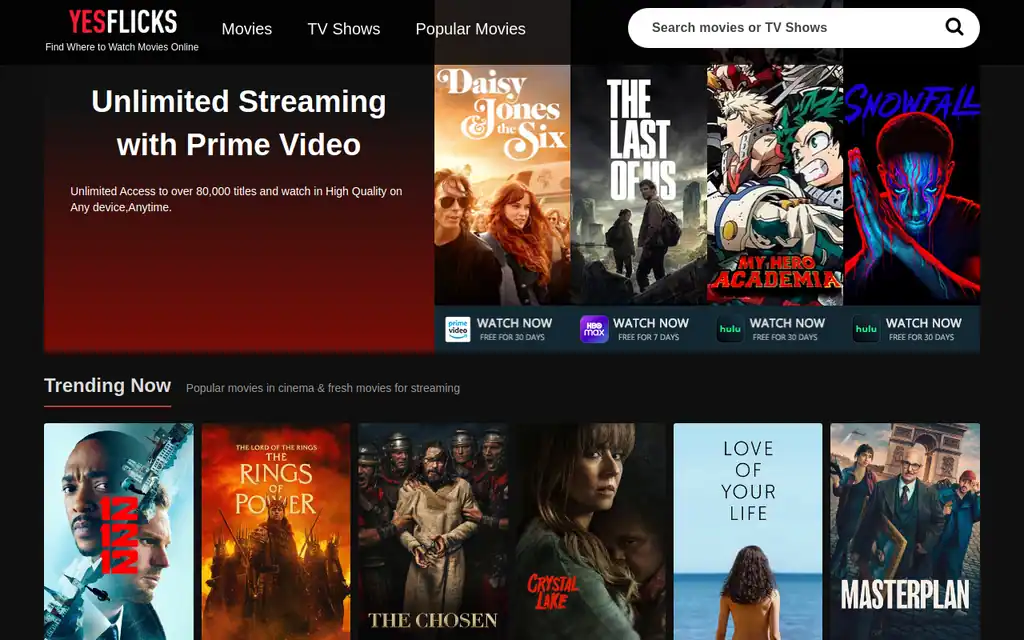 YESFLICKS
Find Where to Watch Movies Online
Movies
TV Shows
Popular Movies
Search movies or TV Shows
Unlimited Streaming
with Prime Video
Unlimited Access to over 80,000 titles and watch in High Quality on
Any device,Anytime.
Daisy
Jones
& the
Six
THE
LAST
OF US
MY HERO
ACADEMIA
SNOWFALL
prime
video
WATCH NOW
FREE FOR 30 DAYS
HBO
max
WATCH NOW
FREE FOR 7 DAYS
hulu
WATCH NOW
FREE FOR 30 DAYS
hulu
WATCH NOW
FREE FOR 30 DAYS
Trending Now
Popular movies in cinema & fresh movies for streaming
12
12
12
THE LORD OF THE RINGS
THE
RINGS
OF
POWER
THE CHOSEN
CRYSTAL
LAKE
LOVE
OF
YOUR
LIFE
MASTERPLAN